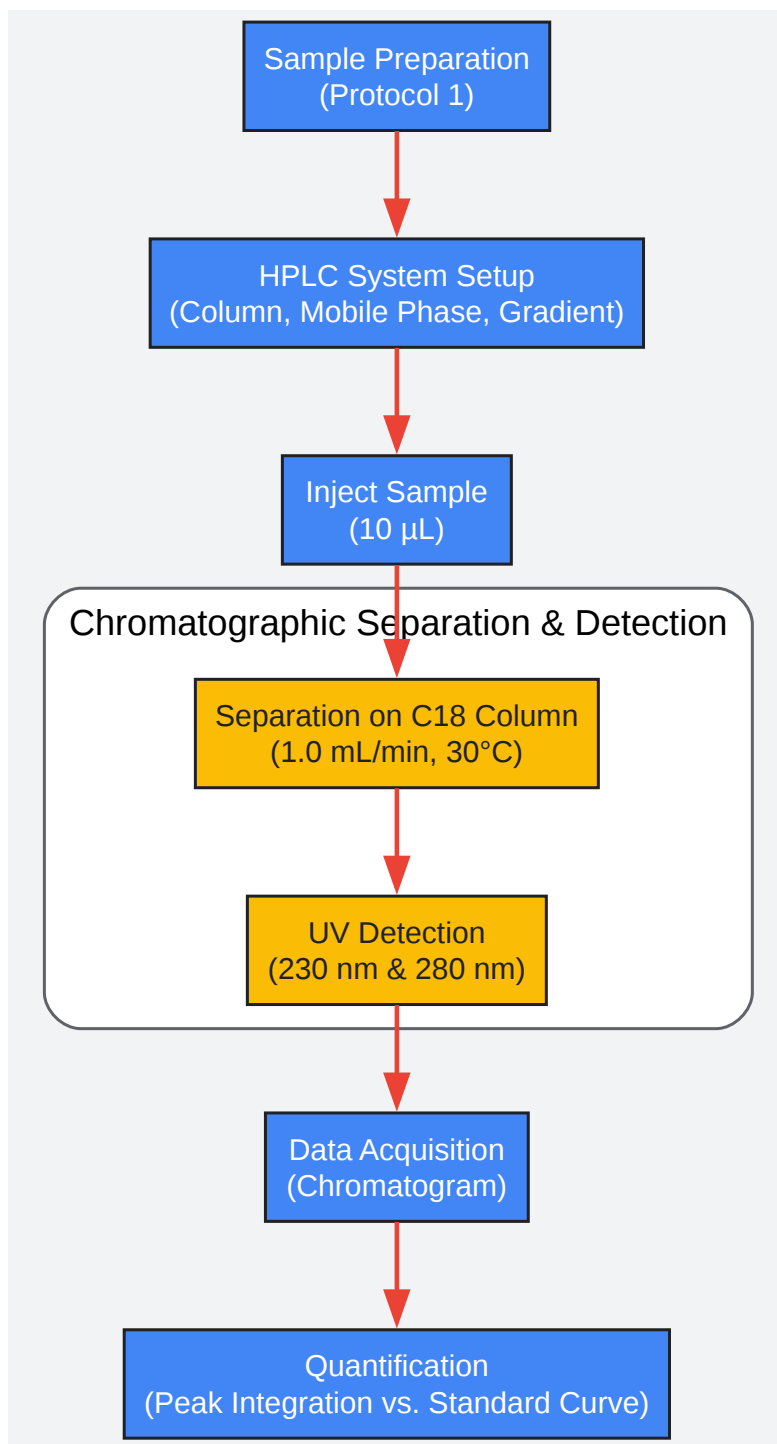 Sample Preparation
(Protocol 1)
HPLC System Setup
(Column, Mobile Phase, Gradient)
Inject Sample
(10 µL)
Chromatographic Separation & Detection
Separation on C18 Column
(1.0 mL/min, 30°C)
UV Detection
(230 nm & 280 nm)
Data Acquisition
(Chromatogram)
Quantification
(Peak Integration vs. Standard Curve)